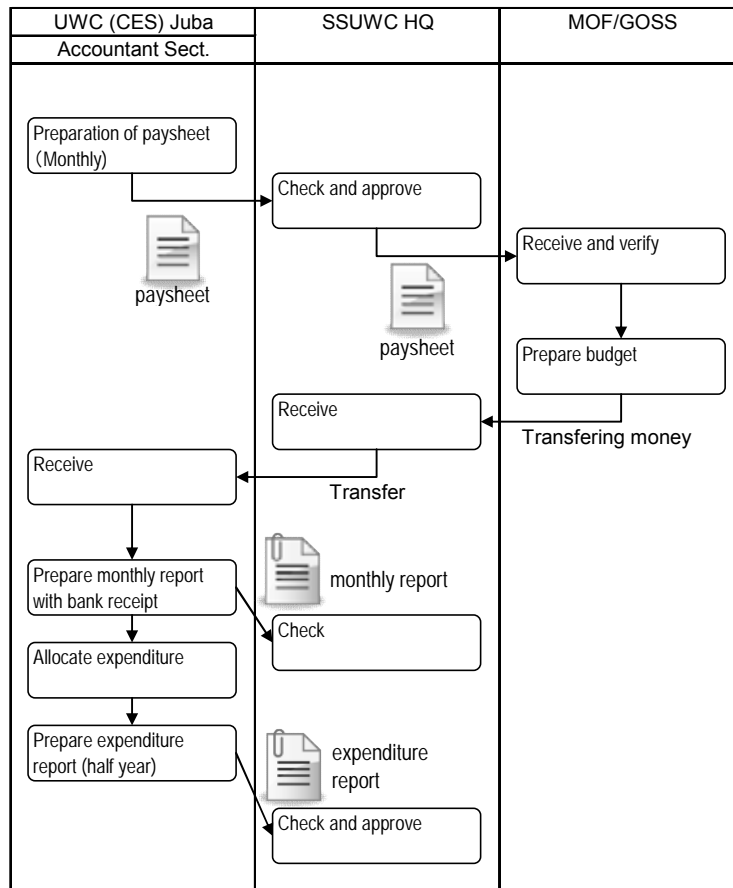 UWC (CES) Juba
SSUWC HQ
MOF/GOSS
Accountant Sect.
Preparation of paysheet
（Monthly)
Check and approve
Receive and verify
paysheet
paysheet
Prepare budget
Receive
Transfering money
Receive
Transfer
Prepare monthly report
with bank receipt
monthly report
Check
Allocate expenditure
Prepare expenditure
report (half year)
expenditure
report
Check and approve